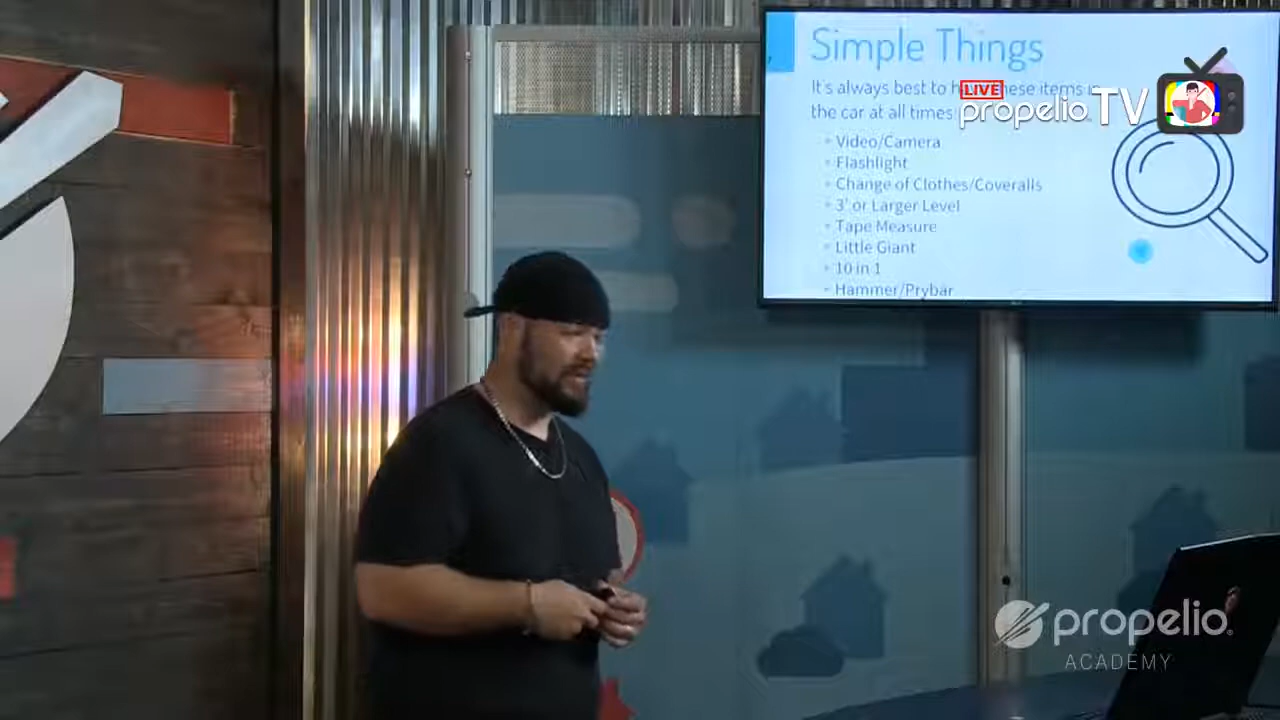 Simple Things
It's always best to h these items
the car at all times
LIVE
propelio TV
• Video/Camera
• Flashlight
• Change of Clothes/Coveralls
• 3' or Larger Level
• Tape Measure
• Little Giant
• 10 in 1
• Hammer/Prybar
propelio
ACADEMY